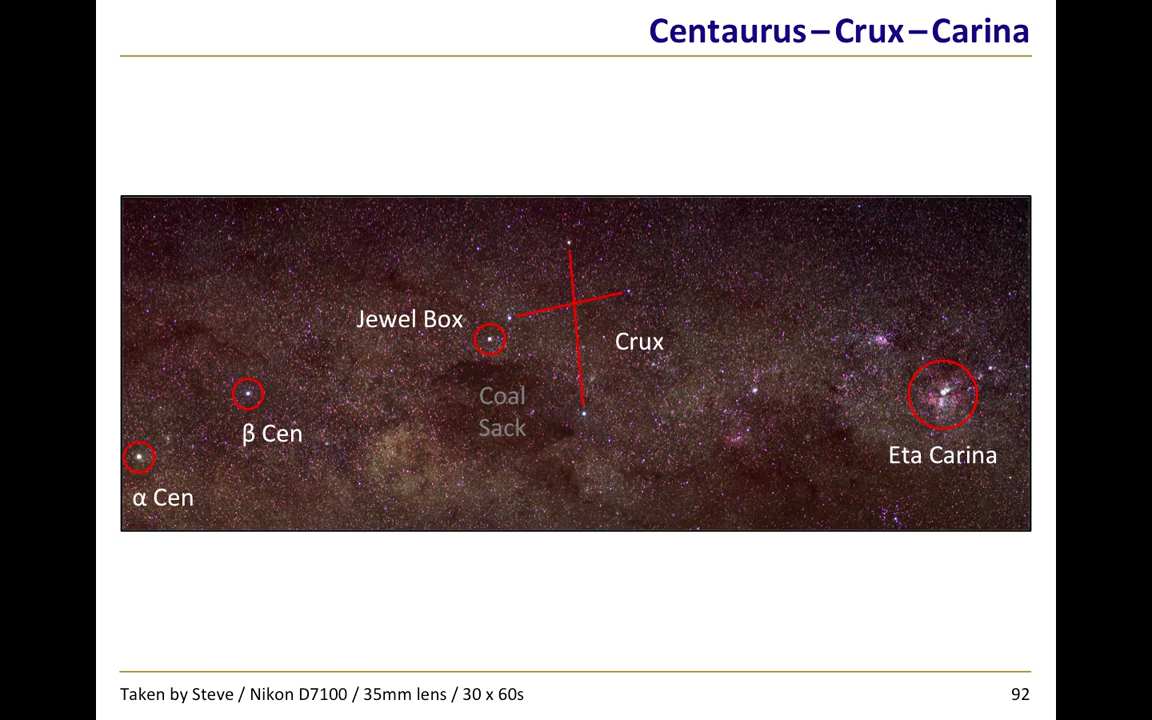 Centaurus – Crux – Carina
Jewel Box
Crux
Coal
Sack
β Cen
Eta Carina
α Cen
Taken by Steve / Nikon D7100 / 35mm lens / 30 x 60s
92